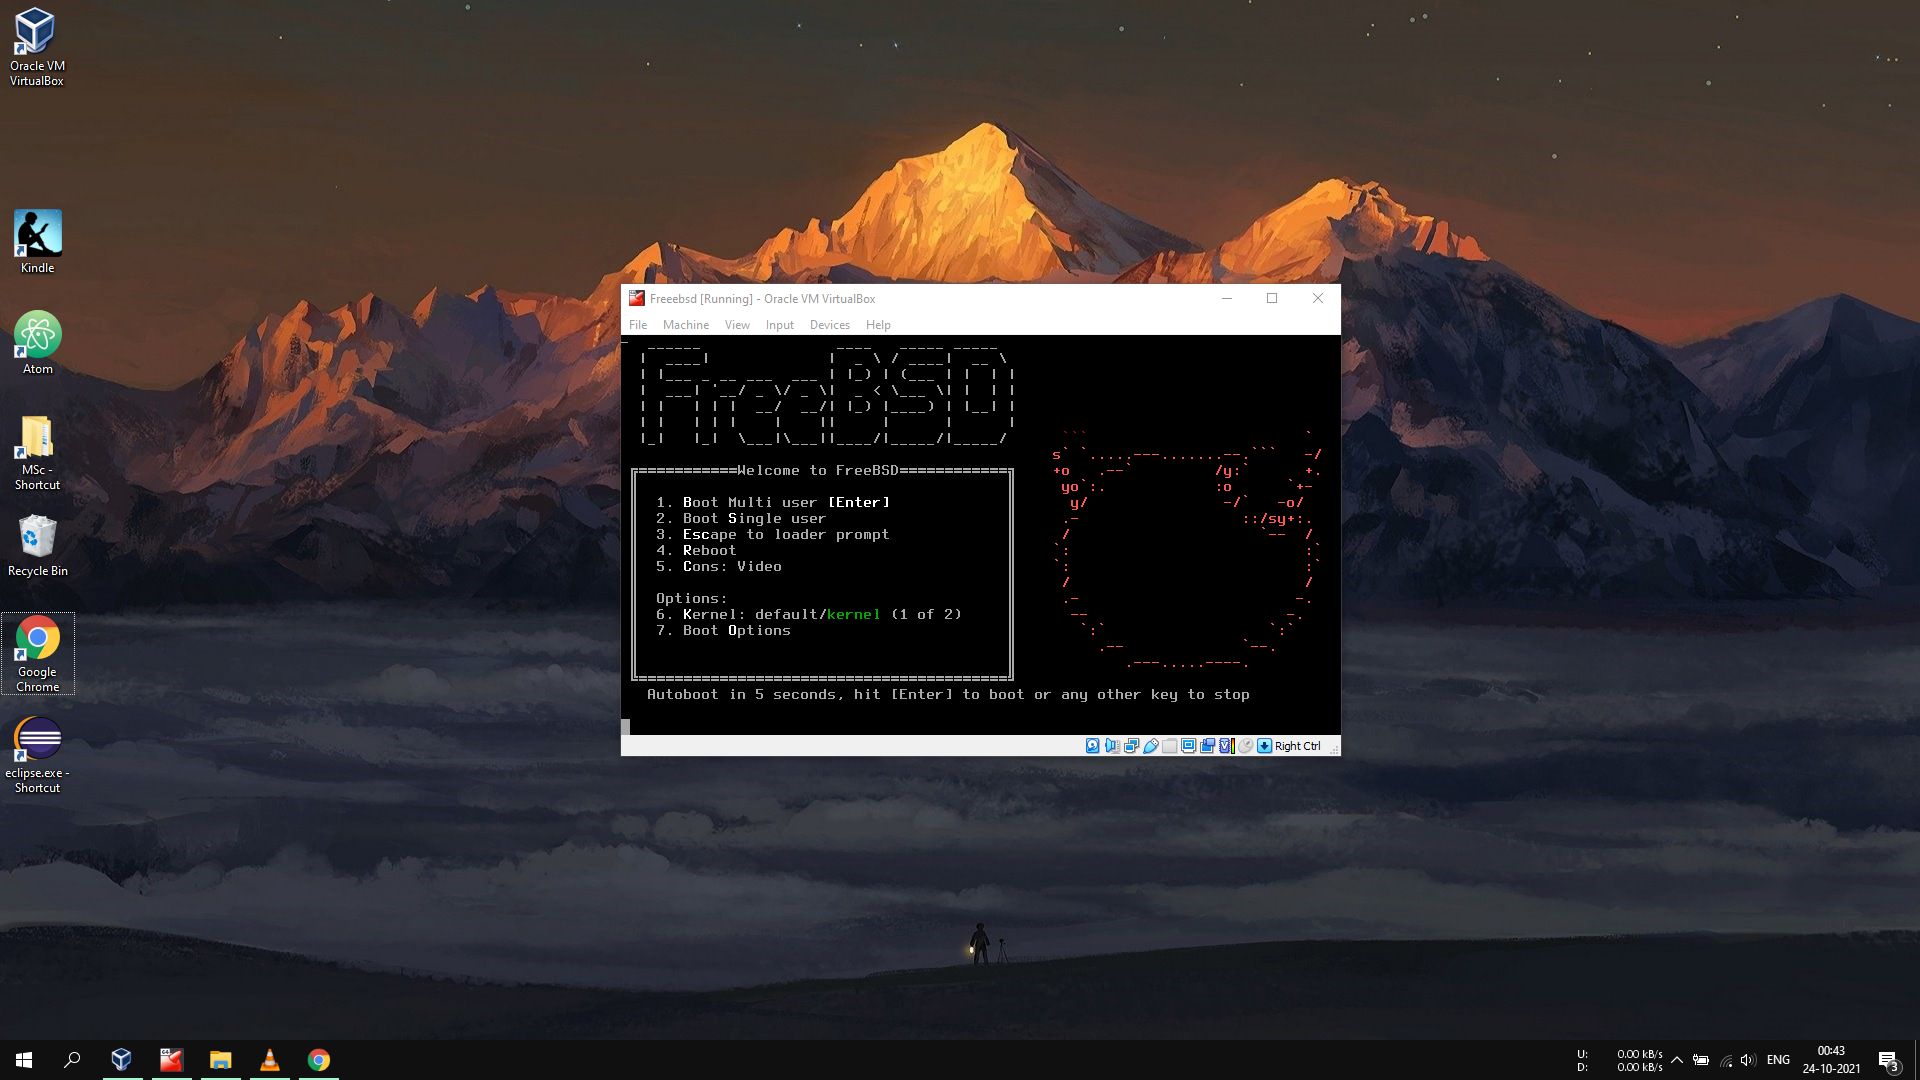 Oracle VM
VirtualBox
Kindle
Atom
MSc -
Shortcut
Recycle Bin
Google
Chrome
eclipse.exe -
Shortcut
Freeebsd [Running] - Oracle VM VirtualBox
File Machine View Input Devices Help
FreeBSD
Welcome to FreeBSD
1. Boot Multi user [Enter]
2. Boot Single user
3. Escape to loader prompt
4. Reboot
5. Cons: Video
Options:
6. Kernel: default/kernel (1 of 2)
7. Boot Options
Autoboot in 5 seconds, hit [Enter] to boot or any other key to stop
Right Ctrl
U: 0.00 kB/s
D: 0.00 kB/s
ENG
00:43
24-10-2021
3